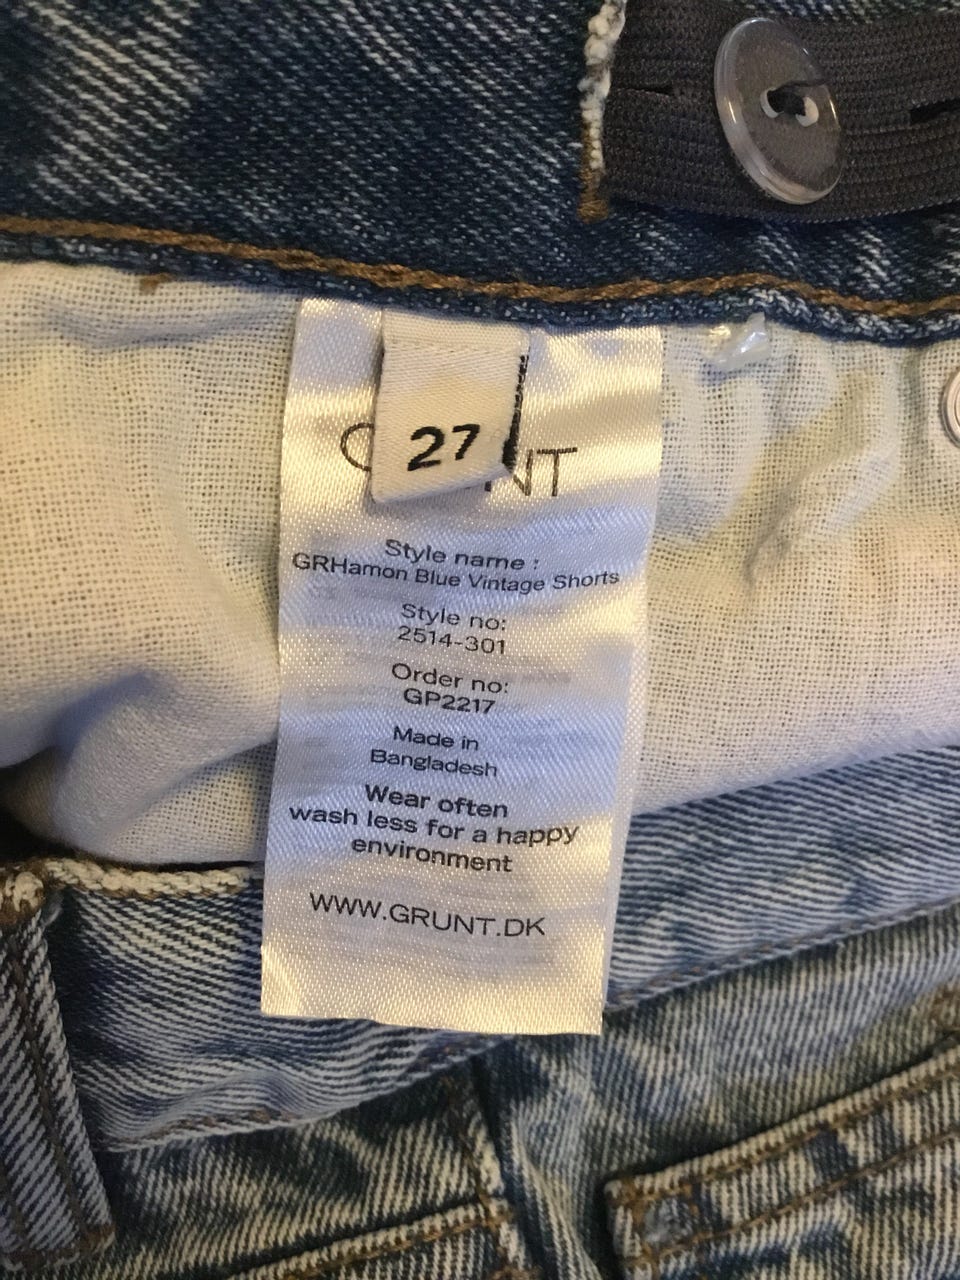 27
Style name :
GRHamon Blue Vintage Shorts
Style no:
2514-301
Order no:
GP2217
Made in
Bangladesh
Wear often
wash less for a happy
environment
WWW.GRUNT.DK